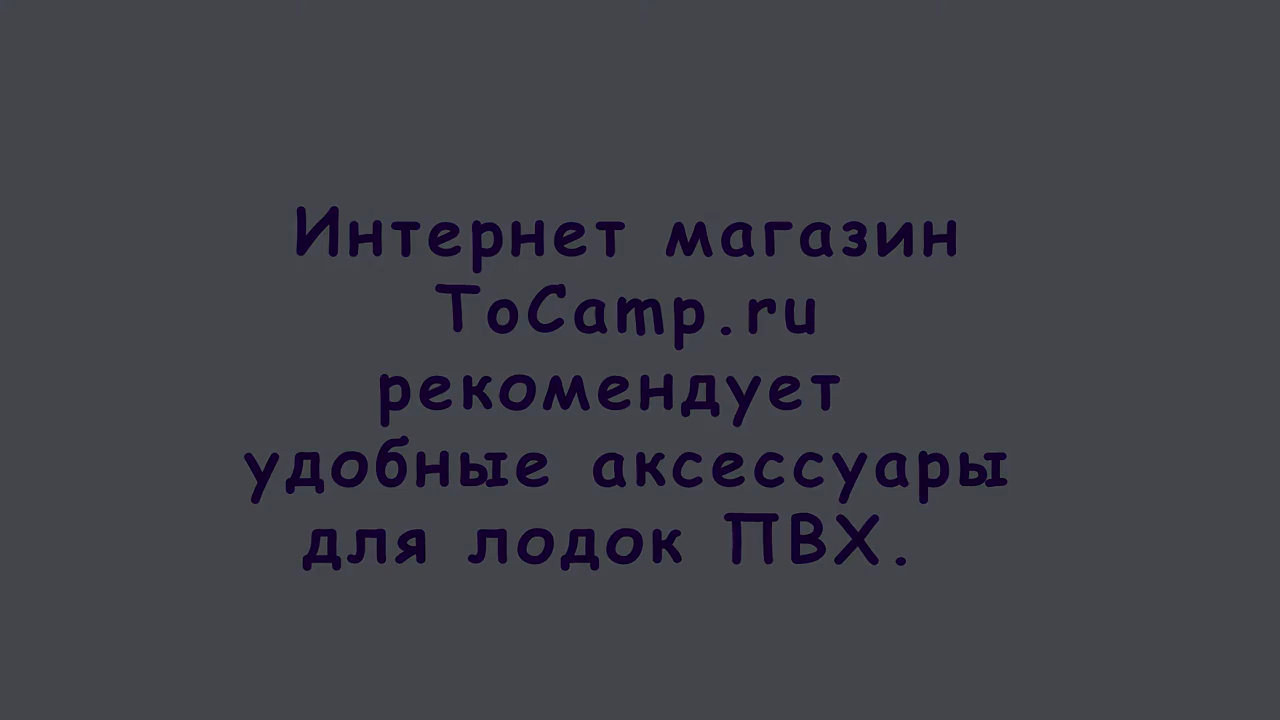 Интернет магазин
ToCamp.ru
рекомендует
удобные аксессуары
для лодок ПВХ.